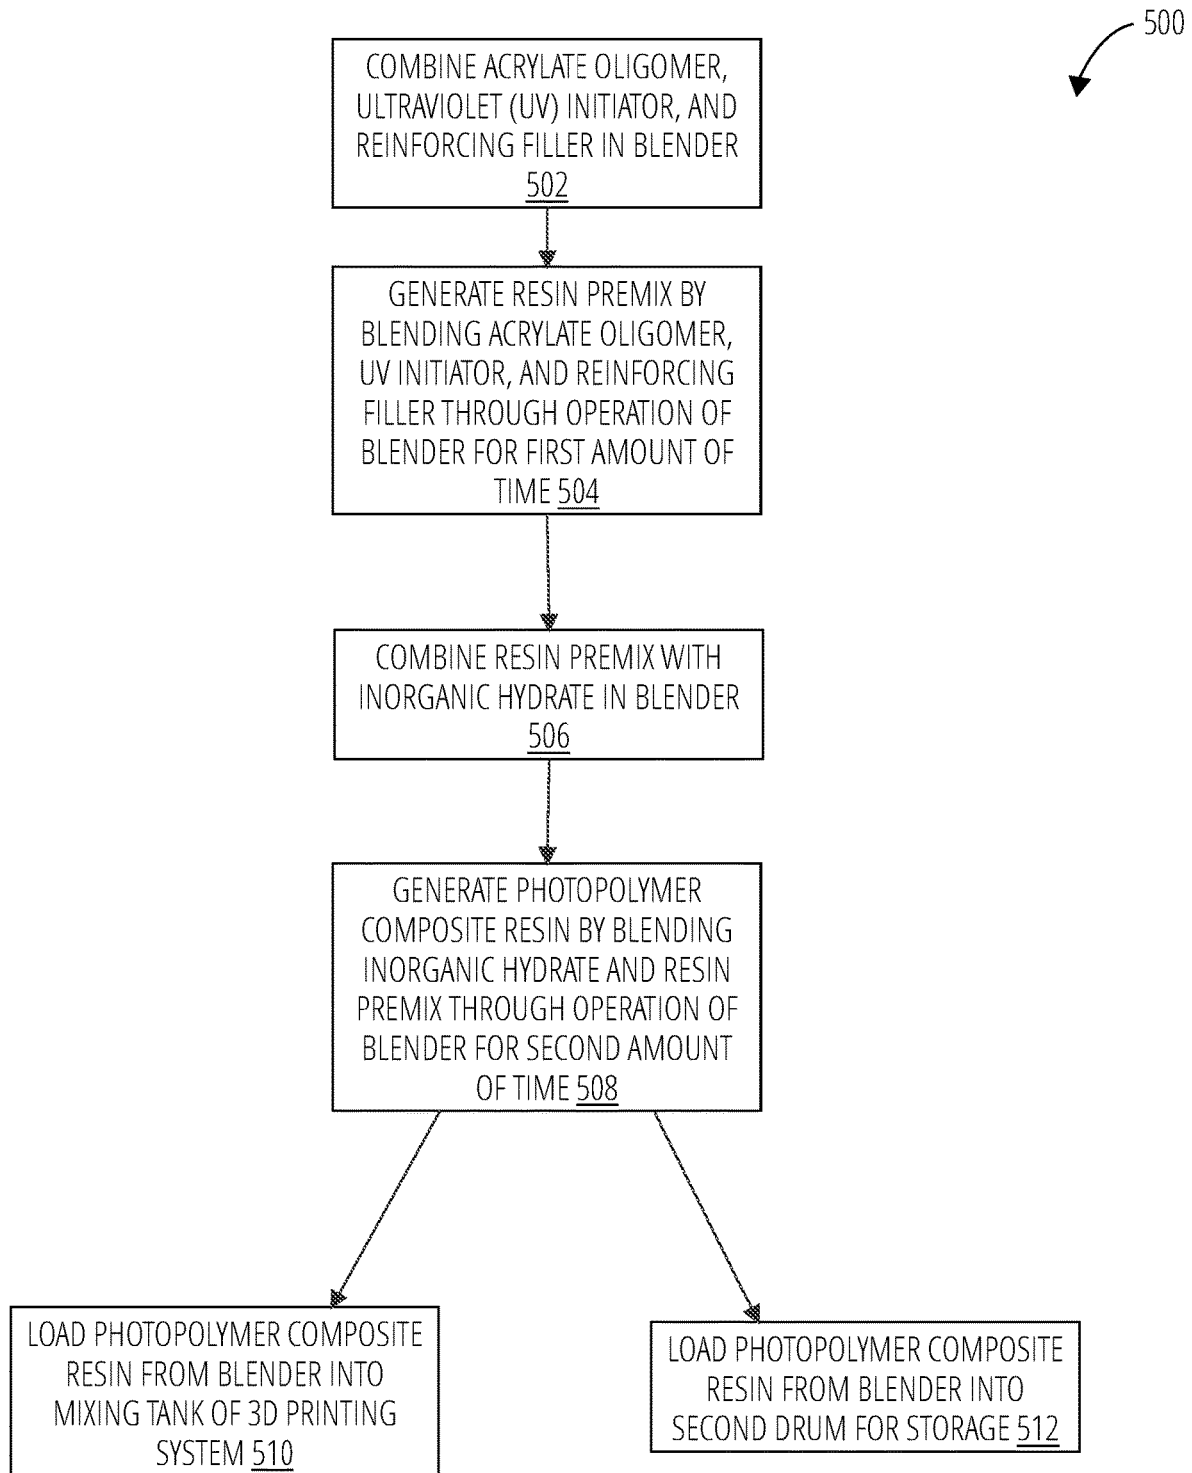 500
COMBINE ACRYLATE OLIGOMER,
ULTRAVIOLET (UV) INITIATOR, AND
REINFORCING FILLER IN BLENDER
502
GENERATE RESIN PREMIX BY
BLENDING ACRYLATE OLIGOMER,
UV INITIATOR, AND REINFORCING
FILLER THROUGH OPERATION OF
BLENDER FOR FIRST AMOUNT OF
TIME 504
COMBINE RESIN PREMIX WITH
INORGANIC HYDRATE IN BLENDER
506
GENERATE PHOTOPOLYMER
COMPOSITE RESIN BY BLENDING
INORGANIC HYDRATE AND RESIN
PREMIX THROUGH OPERATION OF
BLENDER FOR SECOND AMOUNT
OF TIME 508
LOAD PHOTOPOLYMER COMPOSITE
RESIN FROM BLENDER INTO
MIXING TANK OF 3D PRINTING
SYSTEM 510
LOAD PHOTOPOLYMER COMPOSITE
RESIN FROM BLENDER INTO
SECOND DRUM FOR STORAGE 512